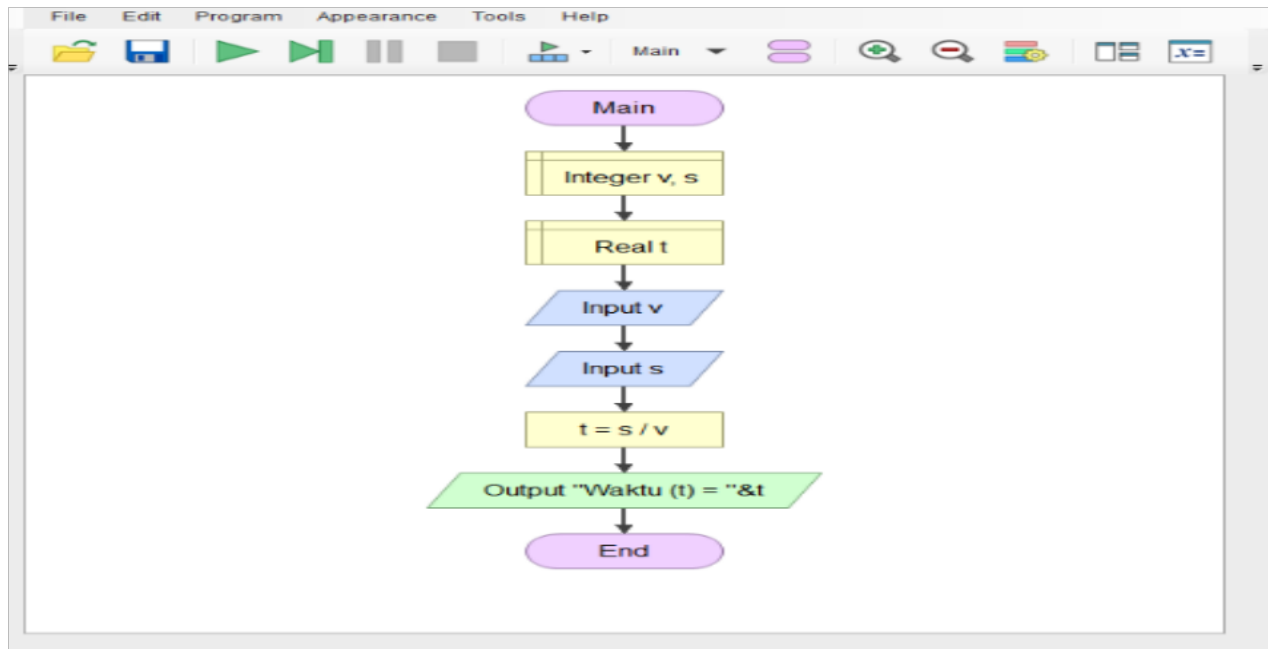 File Edit Program Appearance Tools Help
Main
x=
Main
Integer v, s
Real t
Input v
Input s
t = s / v
Output "Waktu (t) = "&t
End